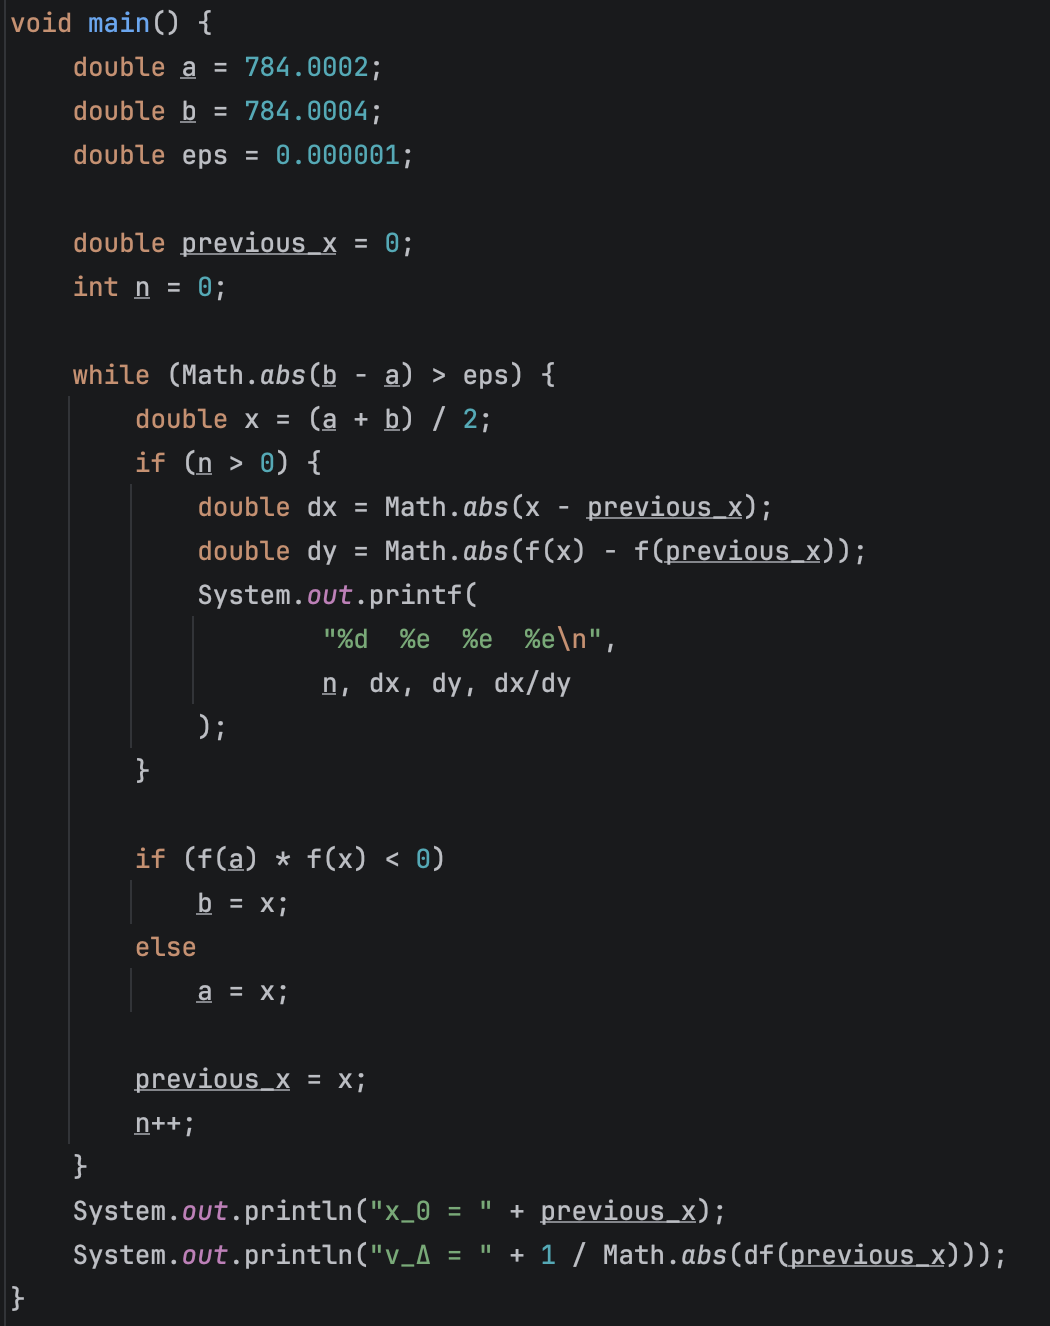 void main() {
    double a = 784.0002;
    double b = 784.0004;
    double eps = 0.000001;

    double previous_x = 0;
    int n = 0;

    while (Math.abs(b - a) > eps) {
        double x = (a + b) / 2;
        if (n > 0) {
            double dx = Math.abs(x - previous_x);
            double dy = Math.abs(f(x) - f(previous_x));
            System.out.printf(
                    "%d  %e  %e  %e\n",
                    n, dx, dy, dx/dy
            );
        }

        if (f(a) * f(x) < 0)
            b = x;
        else
            a = x;

        previous_x = x;
        n++;
    }
    System.out.println("x_0 = " + previous_x);
    System.out.println("v_Δ = " + 1 / Math.abs(df(previous_x)));
}